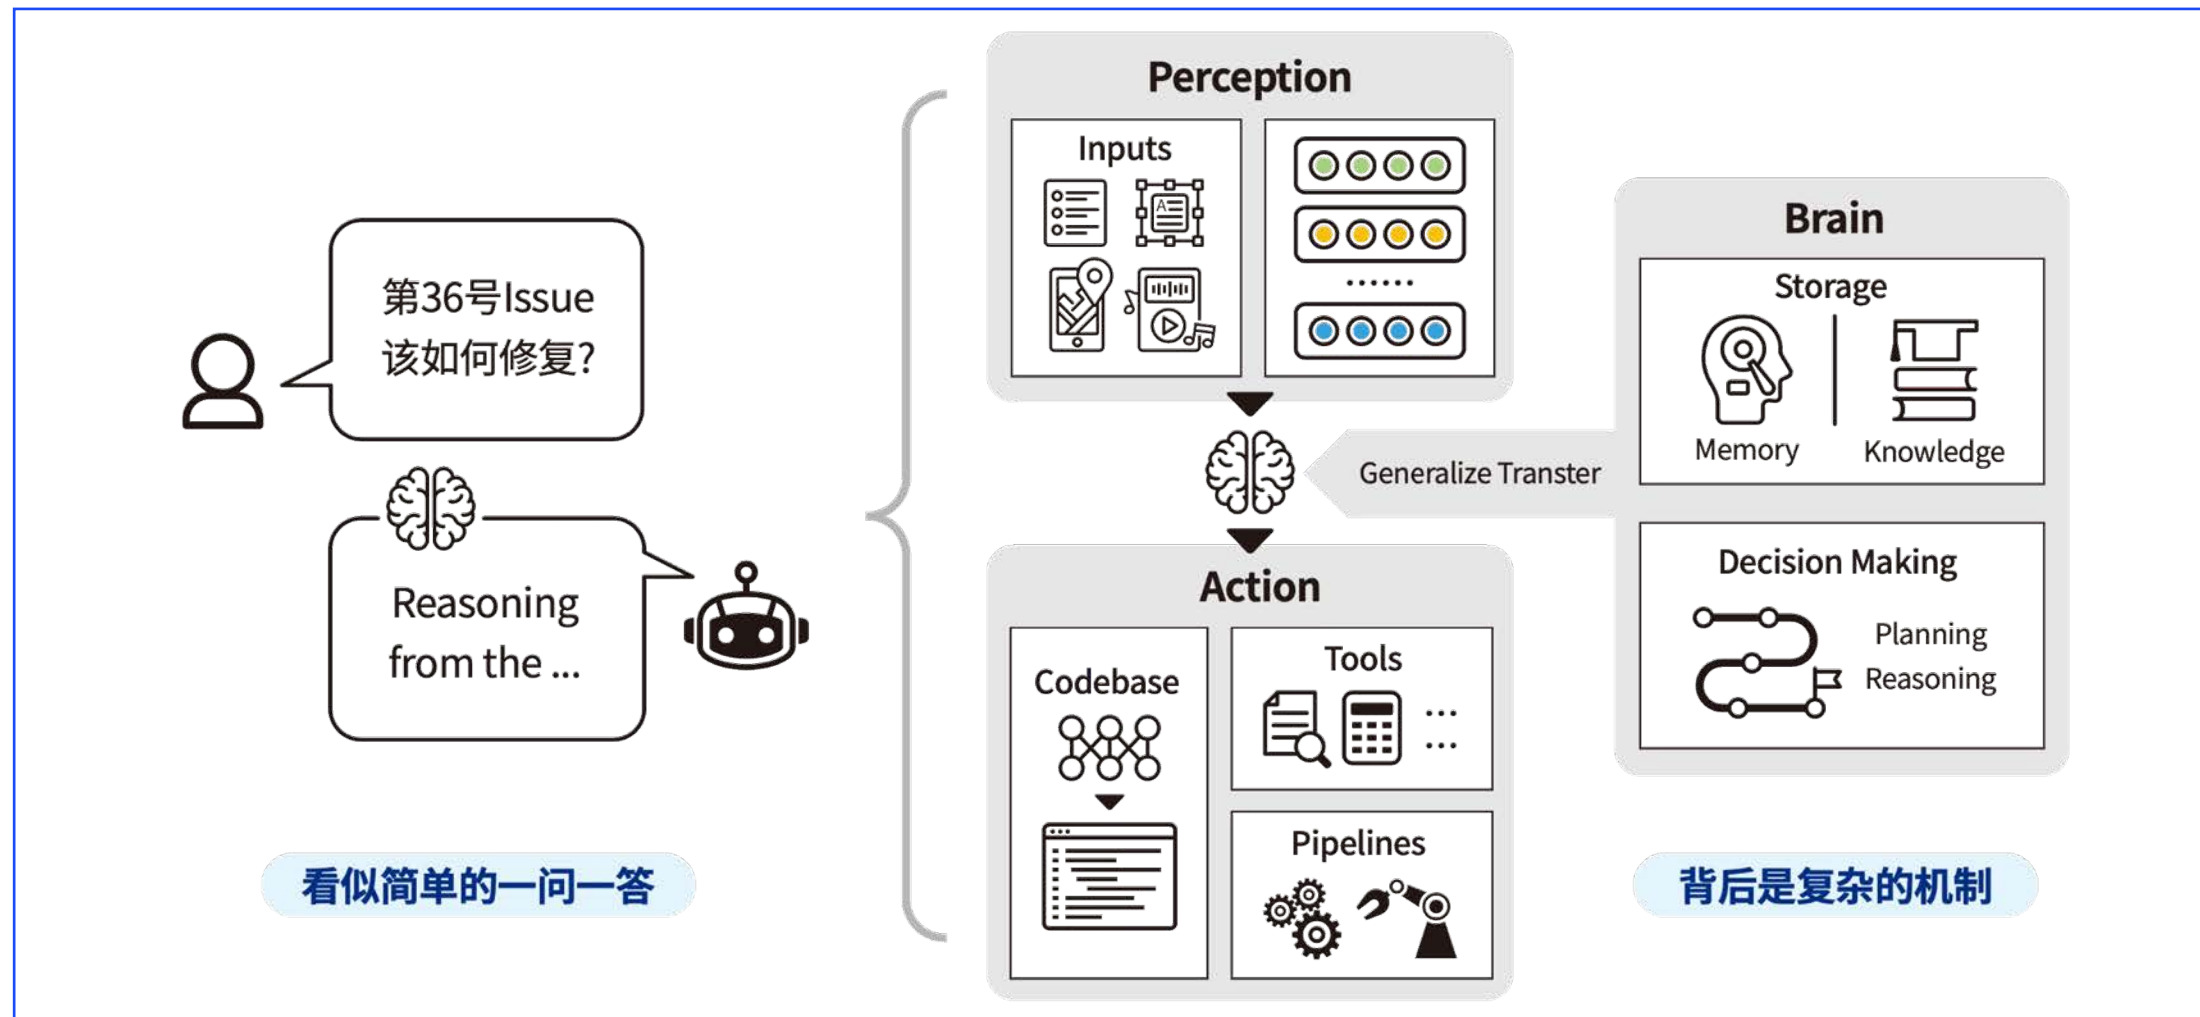 第36号Issue
该如何修复?
Reasoning
from the ...
看似简单的一问一答
Perception
Inputs
A
......
Generalize Transter
Action
Codebase
Tools
...
...
Pipelines
Brain
Storage
Memory
Knowledge
Decision Making
Planning
Reasoning
背后是复杂的机制